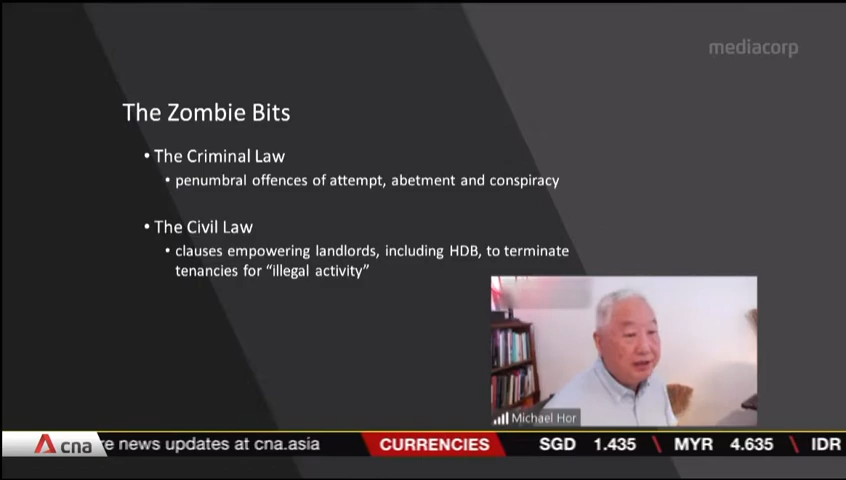 mediacorp
The Zombie Bits
• The Criminal Law
• penumbral offences of attempt, abetment and conspiracy
• The Civil Law
• clauses empowering landlords, including HDB, to terminate
tenancies for “illegal activity”
Michael Hor
cna re news updates at cna.asia CURRENCIES SGD 1.435 \ MYR 4.635 \ IDR